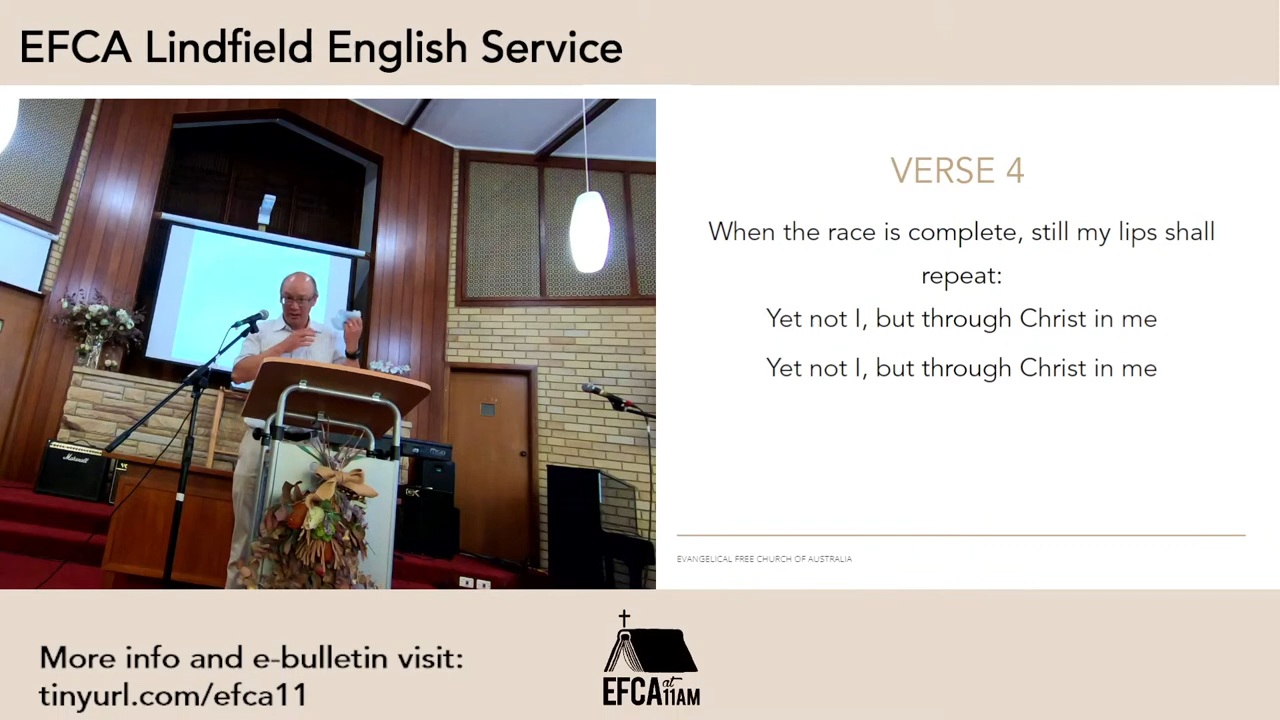 EFCA Lindfield English Service
VERSE 4
When the race is complete, still my lips shall
repeat:
Yet not I, but through Christ in me
Yet not I, but through Christ in me
EVANGELICAL FREE CHURCH OF AUSTRALIA
Marshall
More info and e-bulletin visit:
tinyurl.com/efca11
EFCA at 11AM